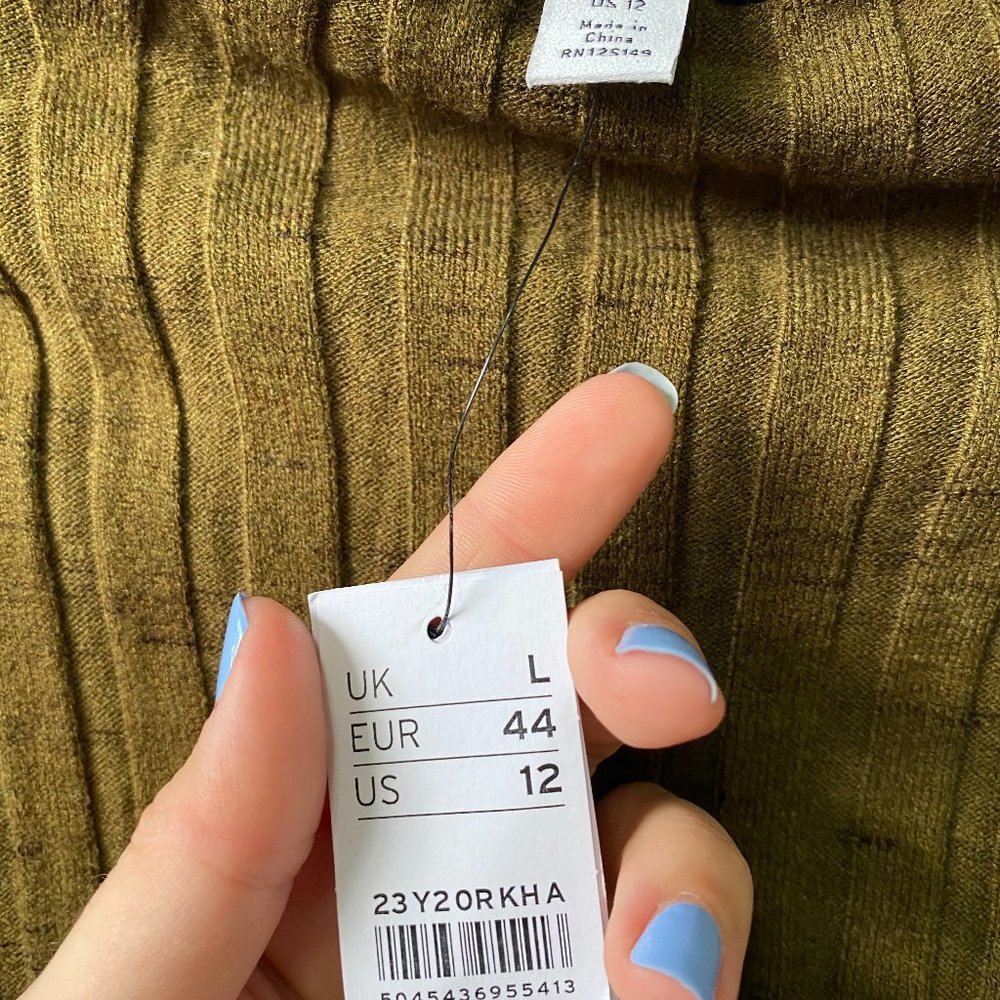 US 12
Made in
China
RN125149
UK L
EUR 44
US 12
23Y20RKHA
5045436955413